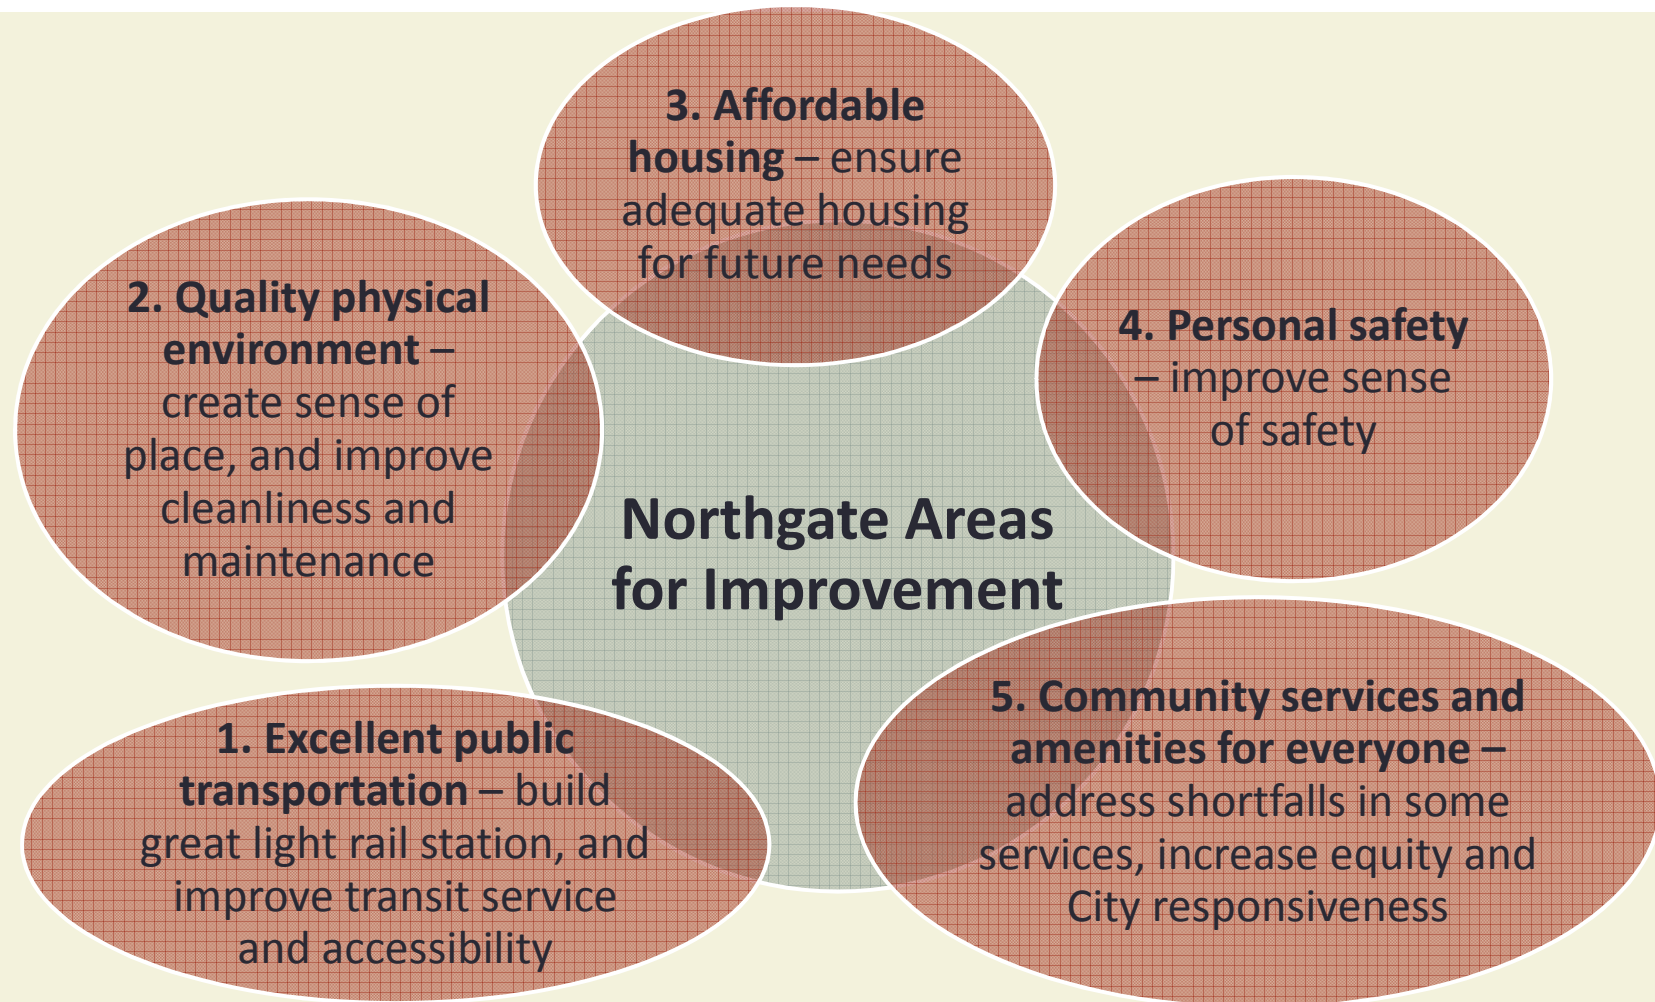 3. Affordable
housing – ensure
adequate housing
for future needs
2. Quality physical
environment –
create sense of
place, and improve
cleanliness and
maintenance
4. Personal safety
– improve sense
of safety
Northgate Areas
for Improvement
1. Excellent public
transportation – build
great light rail station, and
improve transit service
and accessibility
5. Community services and
amenities for everyone –
address shortfalls in some
services, increase equity and
City responsiveness